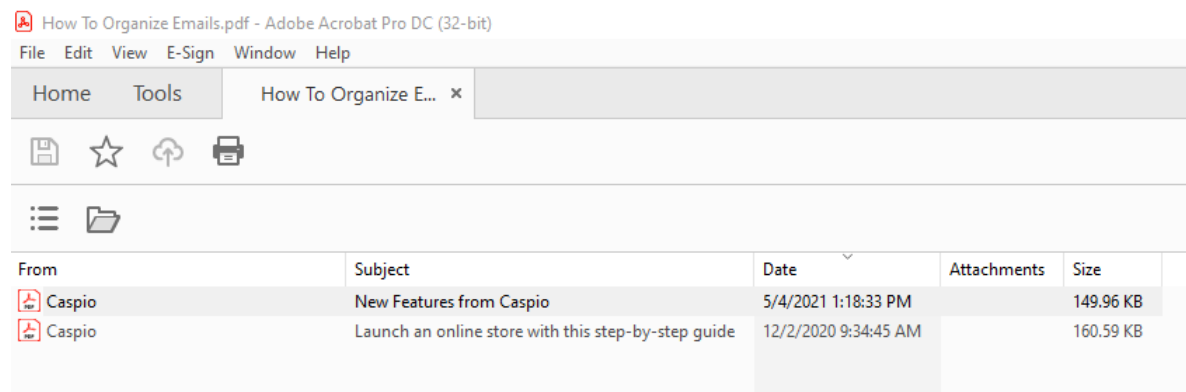 How To Organize Emails.pdf - Adobe Acrobat Pro DC (32-bit)
File Edit View E-Sign Window Help
Home Tools How To Organize E... ×
From Subject Date Attachments Size
Caspio New Features from Caspio 5/4/2021 1:18:33 PM 149.96 KB
Caspio Launch an online store with this step-by-step guide 12/2/2020 9:34:45 AM 160.59 KB